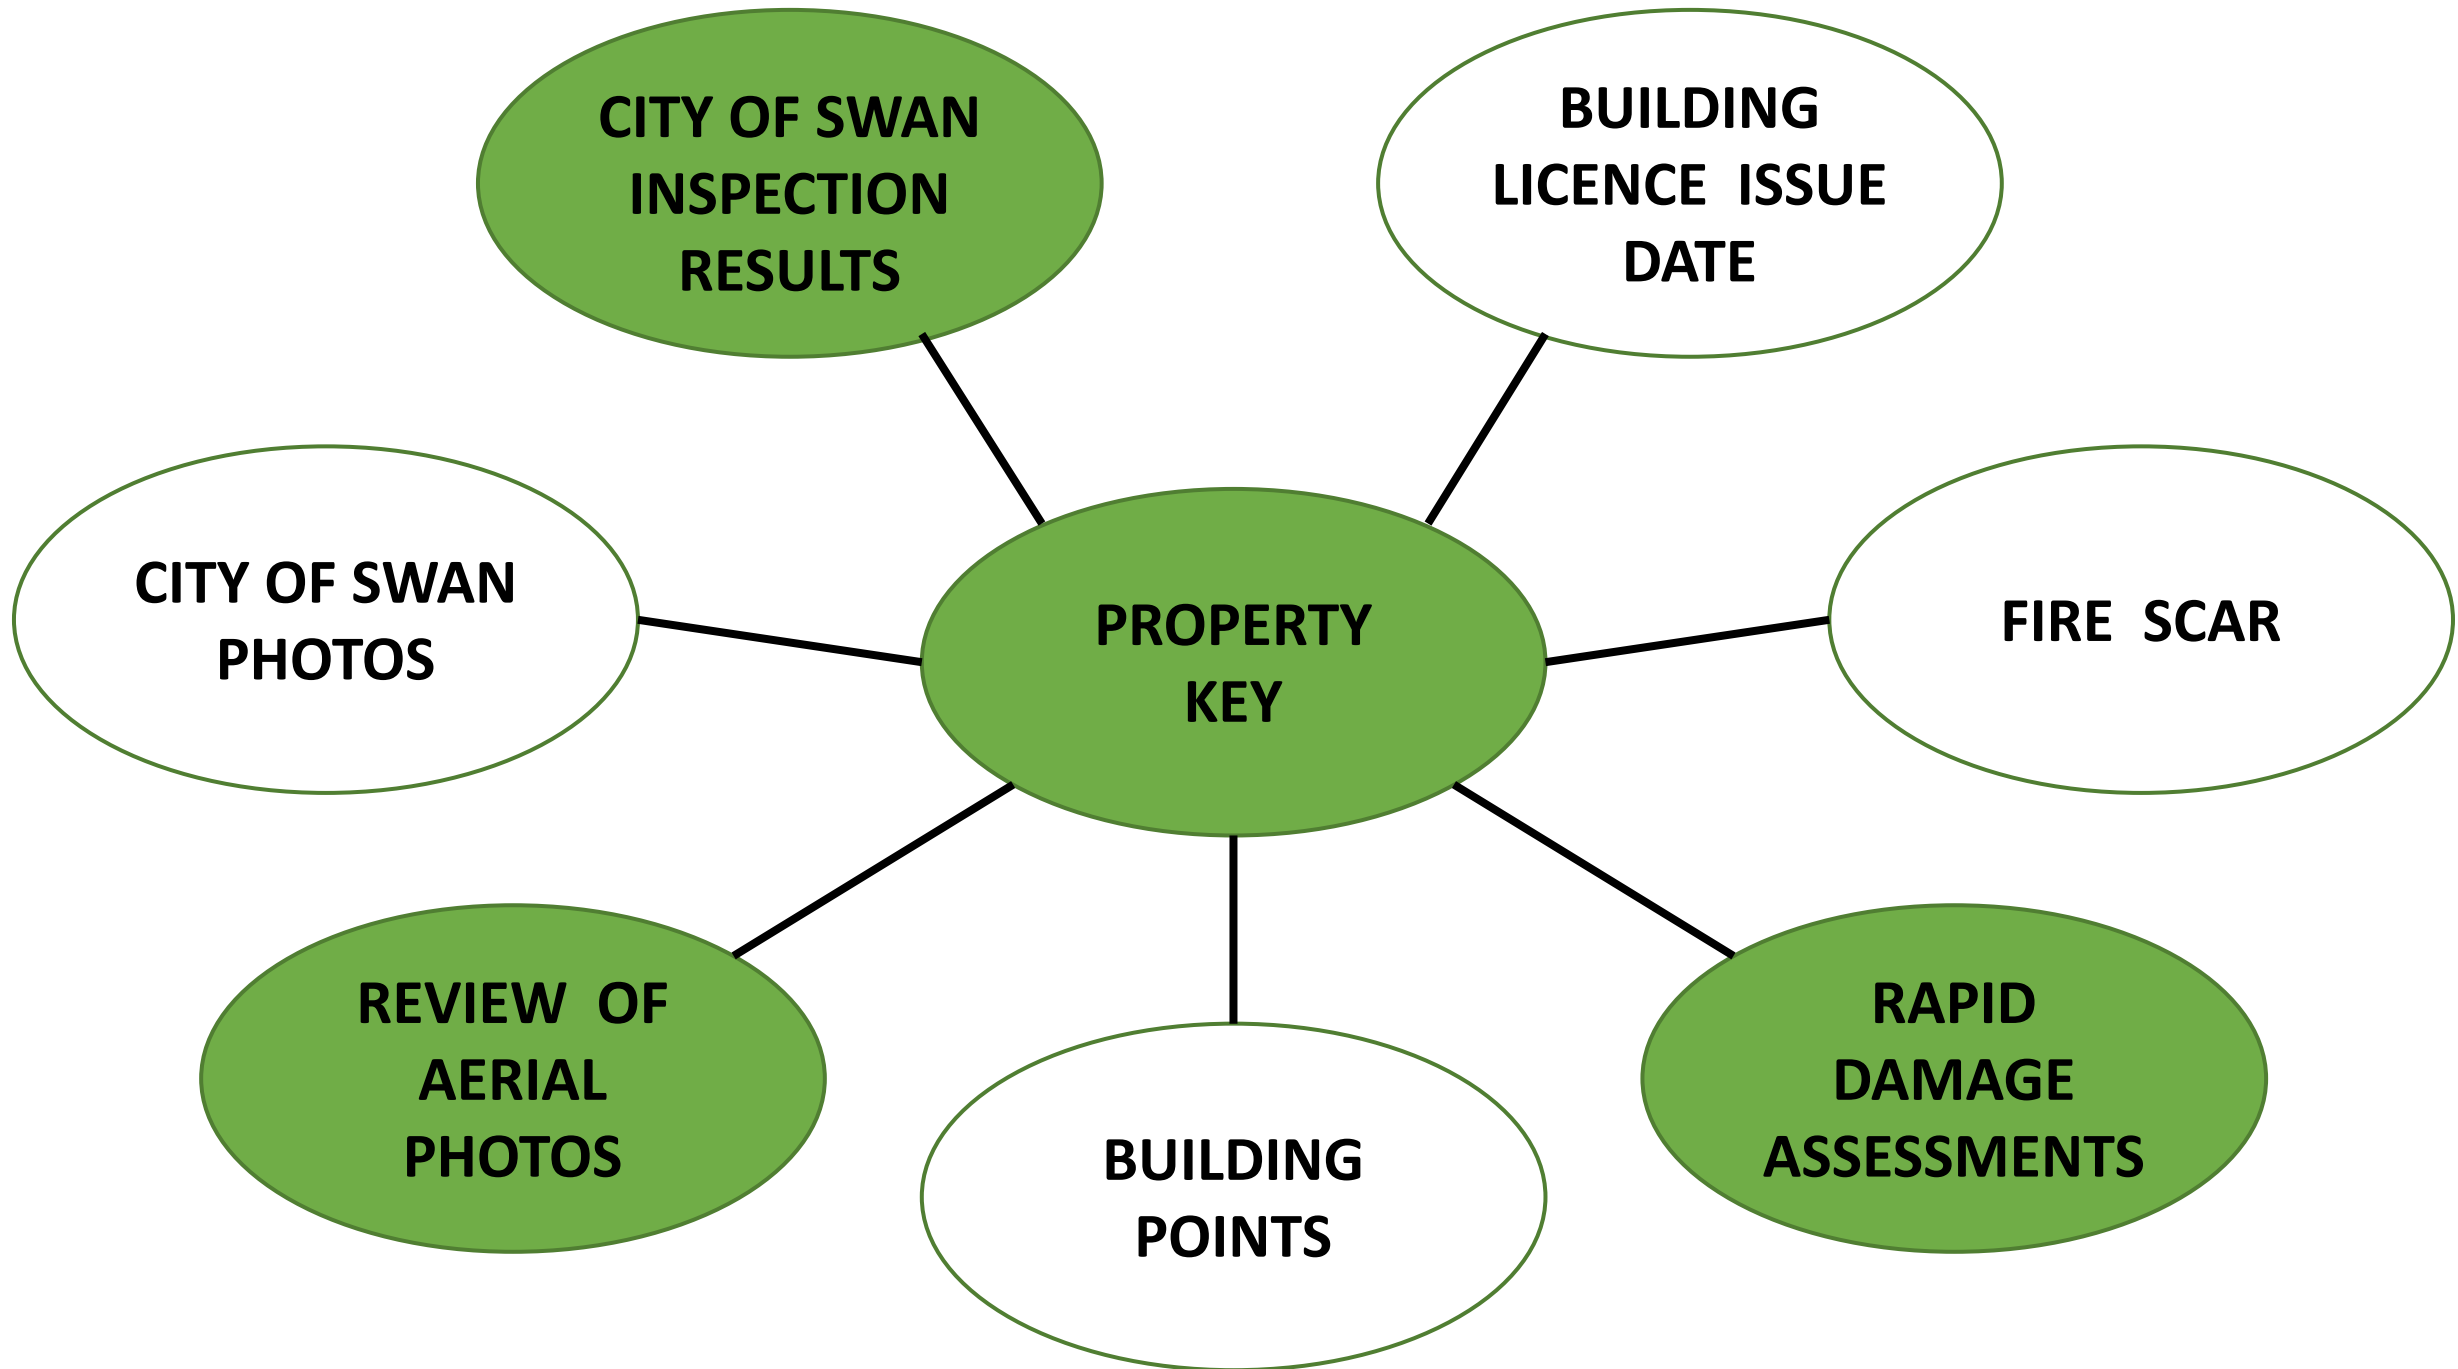 CITY OF SWAN
INSPECTION
RESULTS
BUILDING
LICENCE ISSUE
DATE
CITY OF SWAN
PHOTOS
PROPERTY
KEY
FIRE SCAR
REVIEW OF
AERIAL
PHOTOS
BUILDING
POINTS
RAPID
DAMAGE
ASSESSMENTS